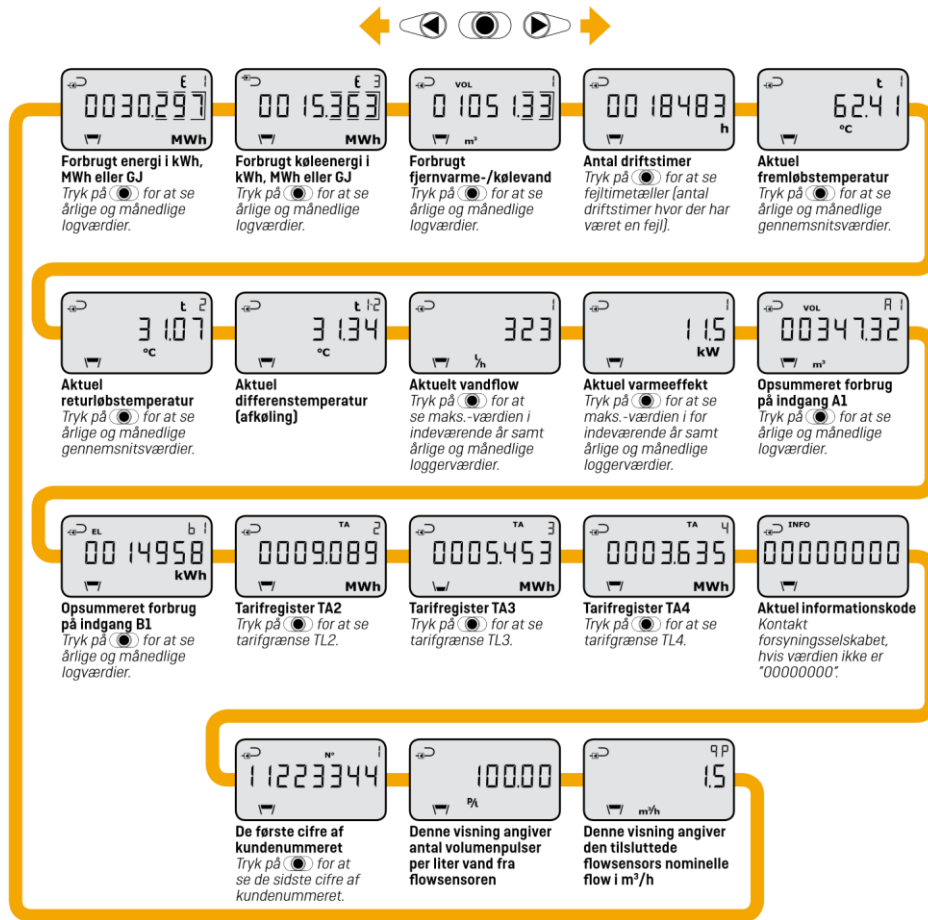 E 1
0030.297
MWh
Forbrugt energi i kWh,
MWh eller GJ
Tryk på for at se
årlige og månedlige
logværdier.
E 3
0015.363
MWh
Forbrugt køleenergi i
kWh, MWh eller GJ
Tryk på for at se
årlige og månedlige
logværdier.
VOL 1
01051.33
m³
Forbrugt
fjernvarme-/kølevand
Tryk på for at se
årlige og månedlige
logværdier.
0018483
h
Antal driftstimer
Tryk på for at se
fejltimetæller (antal
driftstimer hvor der har
været en fejl).
t 1
62.41
°C
Aktuel
fremløbstemperatur
Tryk på for at se
årlige og månedlige
gennemsnitsværdier.
t 2
31.07
°C
Aktuel
returløbstemperatur
Tryk på for at se
årlige og månedlige
gennemsnitsværdier.
t 1-2
31.34
°C
Aktuel
differenstemperatur
(afkøling)
1
323
l/h
Aktuelt vandflow
Tryk på for at
se maks.-værdien i
indeværende år samt
årlige og månedlige
loggerværdier.
1
11.5
kW
Aktuel varmeeffekt
Tryk på for at se
maks.-værdien i for
indeværende år samt
årlige og månedlige
loggerværdier.
VOL A1
00347.32
m³
Opsummeret forbrug
på indgang A1
Tryk på for at se
årlige og månedlige
logværdier.
EL b1
0014958
kWh
Opsummeret forbrug
på indgang B1
Tryk på for at se
årlige og månedlige
logværdier.
TA 2
0009.089
MWh
Tarifregister TA2
Tryk på for at se
tarifgrænse TL2.
TA 3
0005.453
MWh
Tarifregister TA3
Tryk på for at se
tarifgrænse TL3.
TA 4
0003.635
MWh
Tarifregister TA4
Tryk på for at se
tarifgrænse TL4.
INFO
00000000
Aktuel informationskode
Kontakt
forsyningsselskabet,
hvis værdien ikke er
"00000000".
N° 1
11223344
De første cifre af
kundenummeret
Tryk på for at
se de sidste cifre af
kundenummeret.
100.00
P/L
Denne visning angiver
antal volumenpulser
per liter vand fra
flowsensoren
qP
1.5
m³/h
Denne visning angiver
den tilsluttede
flowsensors nominelle
flow i m³/h